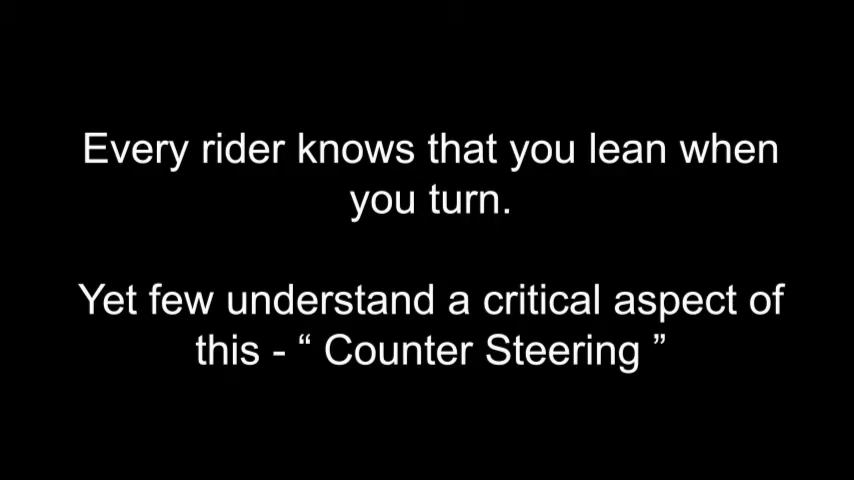 Every rider knows that you lean when
you turn.
Yet few understand a critical aspect of
this - “ Counter Steering ”